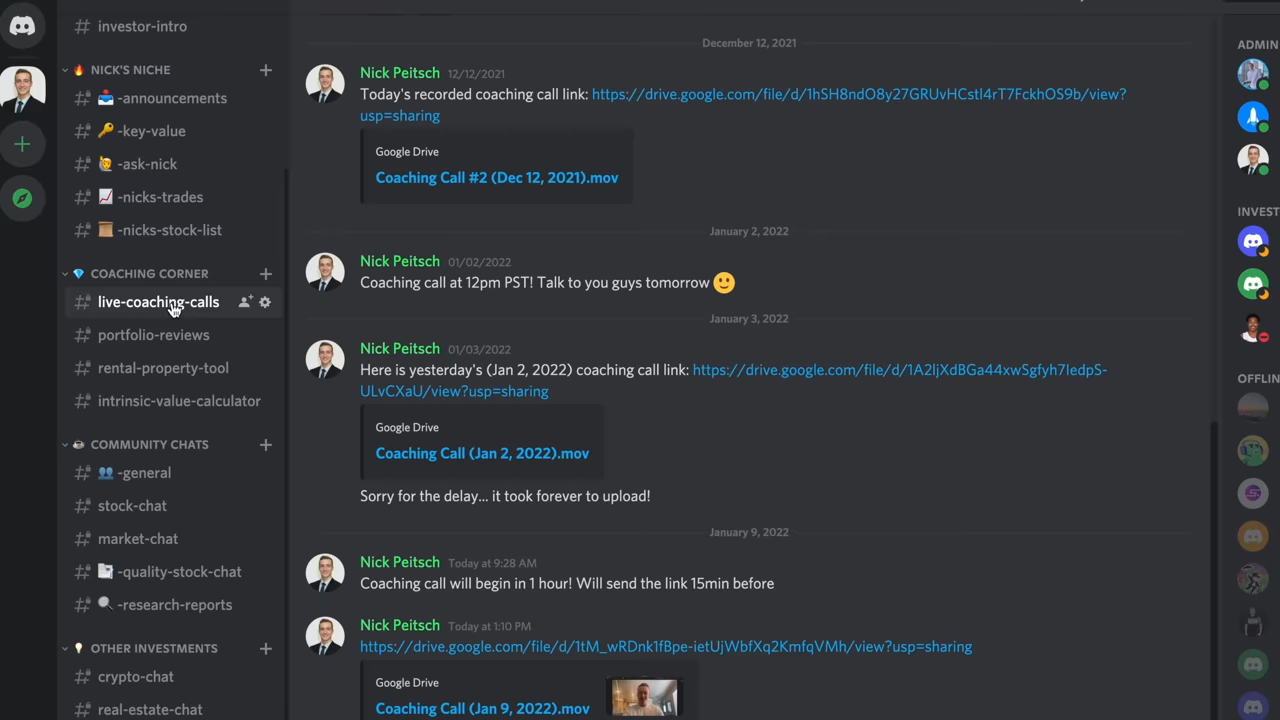 investor-intro
NICK'S NICHE
-announcements
-key-value
-ask-nick
-nicks-trades
-nicks-stock-list
COACHING CORNER
live-coaching-calls
portfolio-reviews
rental-property-tool
intrinsic-value-calculator
COMMUNITY CHATS
-general
stock-chat
market-chat
-quality-stock-chat
-research-reports
OTHER INVESTMENTS
crypto-chat
real-estate-chat
December 12, 2021
Nick Peitsch 12/12/2021
Today's recorded coaching call link: https://drive.google.com/file/d/1hSH8ndO8y27GRUvHCstl4rT7FckhOS9b/view?
usp=sharing
Google Drive
Coaching Call #2 (Dec 12, 2021).mov
January 2, 2022
Nick Peitsch 01/02/2022
Coaching call at 12pm PST! Talk to you guys tomorrow 🙂
January 3, 2022
Nick Peitsch 01/03/2022
Here is yesterday's (Jan 2, 2022) coaching call link: https://drive.google.com/file/d/1A2ljXdBGa44xwSgfyh7IedpS-
ULvCXaU/view?usp=sharing
Google Drive
Coaching Call (Jan 2, 2022).mov
Sorry for the delay... it took forever to upload!
January 9, 2022
Nick Peitsch Today at 9:28 AM
Coaching call will begin in 1 hour! Will send the link 15min before
Nick Peitsch Today at 1:10 PM
https://drive.google.com/file/d/1tM_wRDnk1fBpe-ietUjWbfXq2KmfqVMh/view?usp=sharing
Google Drive
Coaching Call (Jan 9, 2022).mov
ADMIN
INVEST
OFFLIN